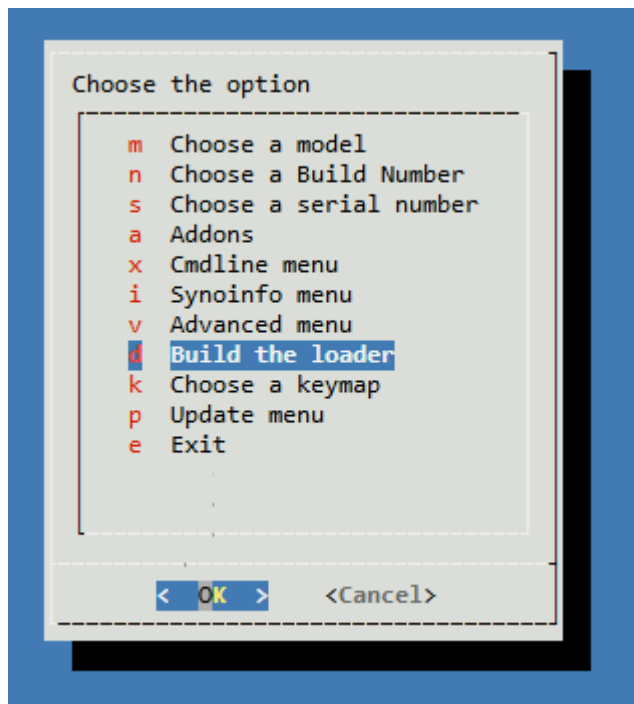 Choose the option
m Choose a model
n Choose a Build Number
s Choose a serial number
a Addons
x Cmdline menu
i Synoinfo menu
v Advanced menu
d Build the loader
k Choose a keymap
p Update menu
e Exit
< OK > <Cancel>